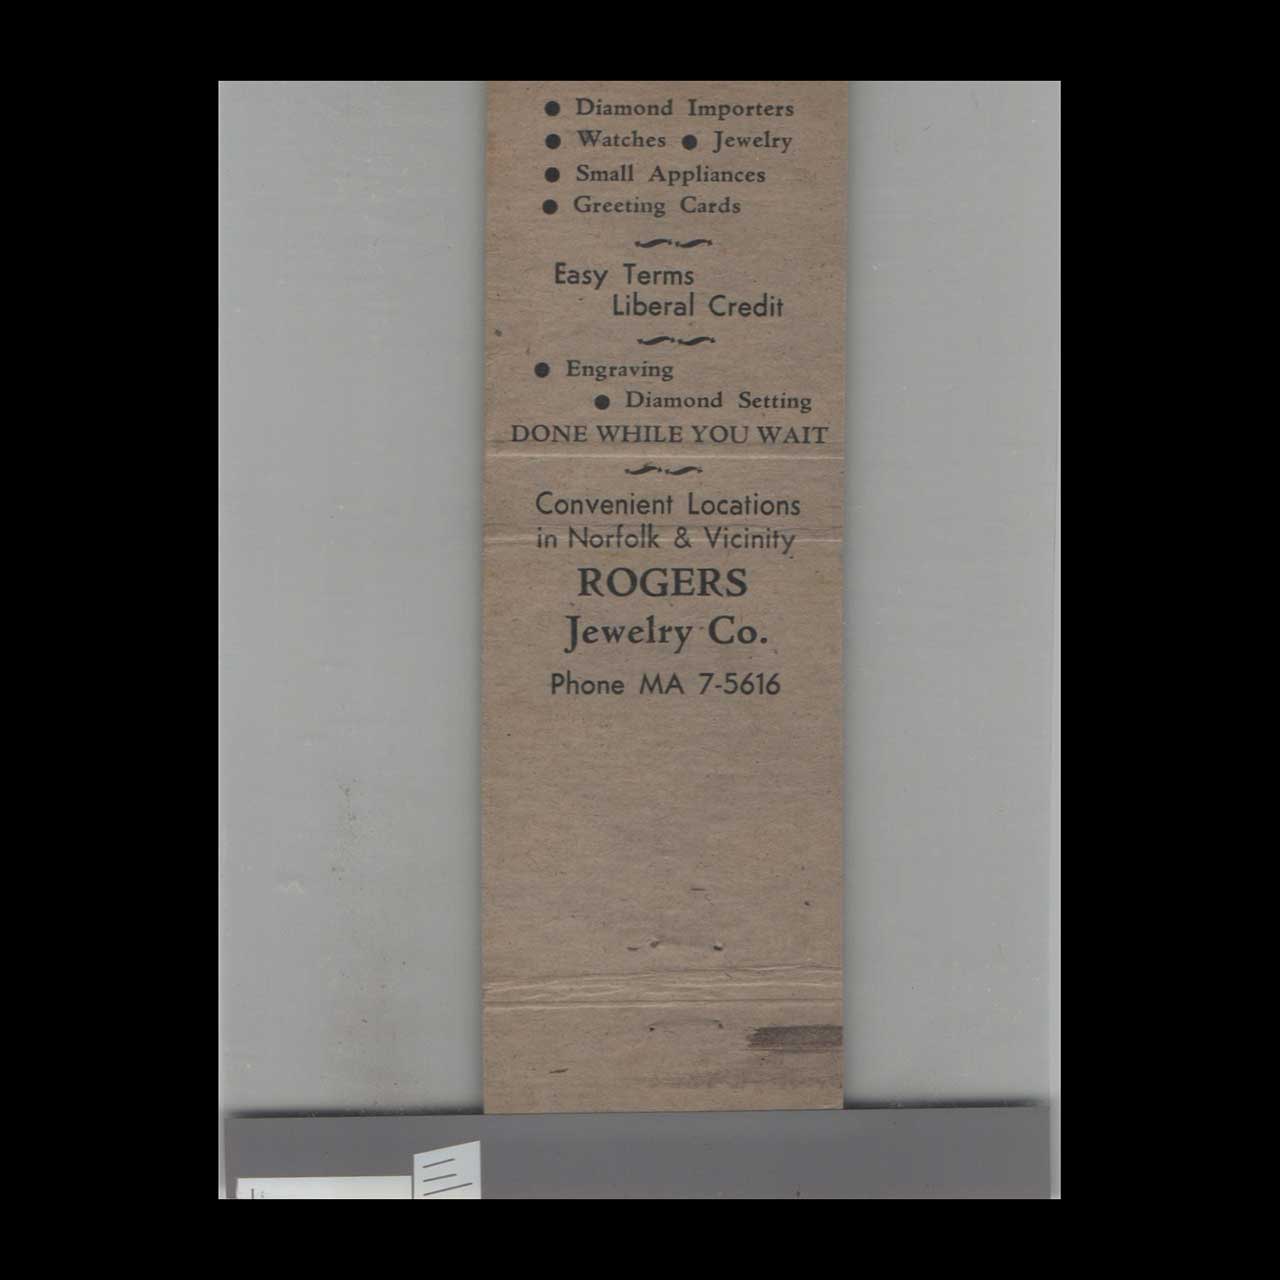 ● Diamond Importers
● Watches ● Jewelry
● Small Appliances
● Greeting Cards
Easy Terms
Liberal Credit
● Engraving
● Diamond Setting
DONE WHILE YOU WAIT
Convenient Locations
in Norfolk & Vicinity
ROGERS
Jewelry Co.
Phone MA 7-5616